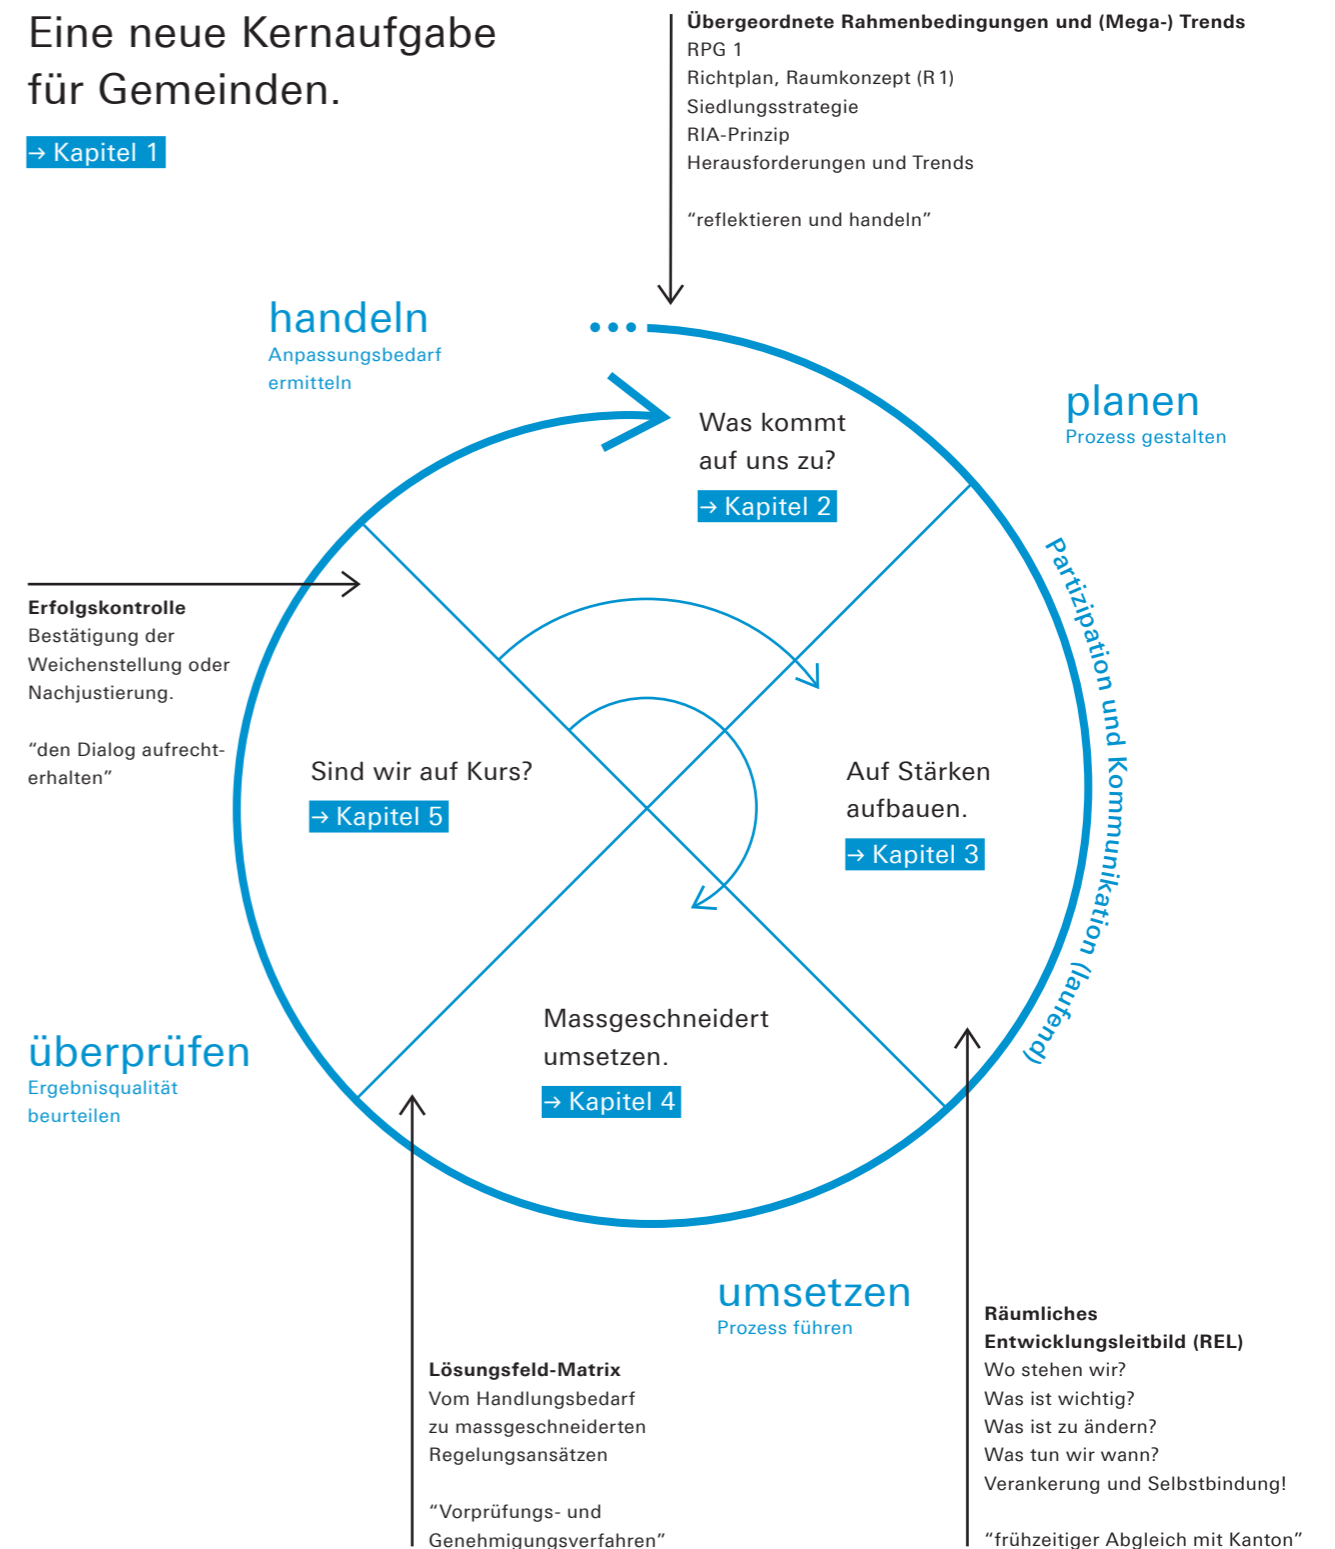 Eine neue Kernaufgabe
für Gemeinden.
→ Kapitel 1
Übergeordnete Rahmenbedingungen und (Mega-) Trends
RPG 1
Richtplan, Raumkonzept (R 1)
Siedlungsstrategie
RIA-Prinzip
Herausforderungen und Trends
“reflektieren und handeln”
handeln
Anpassungsbedarf
ermitteln
planen
Prozess gestalten
Was kommt
auf uns zu?
→ Kapitel 2
Partizipation und Kommunikation (laufend)
Erfolgskontrolle
Bestätigung der
Weichenstellung oder
Nachjustierung.
“den Dialog aufrecht-
erhalten”
Sind wir auf Kurs?
→ Kapitel 5
Auf Stärken
aufbauen.
→ Kapitel 3
Massgeschneidert
umsetzen.
→ Kapitel 4
überprüfen
Ergebnisqualität
beurteilen
umsetzen
Prozess führen
Lösungsfeld-Matrix
Vom Handlungsbedarf
zu massgeschneiderten
Regelungsansätzen
“Vorprüfungs- und
Genehmigungsverfahren”
Räumliches
Entwicklungsleitbild (REL)
Wo stehen wir?
Was ist wichtig?
Was ist zu ändern?
Was tun wir wann?
Verankerung und Selbstbindung!
“frühzeitiger Abgleich mit Kanton”